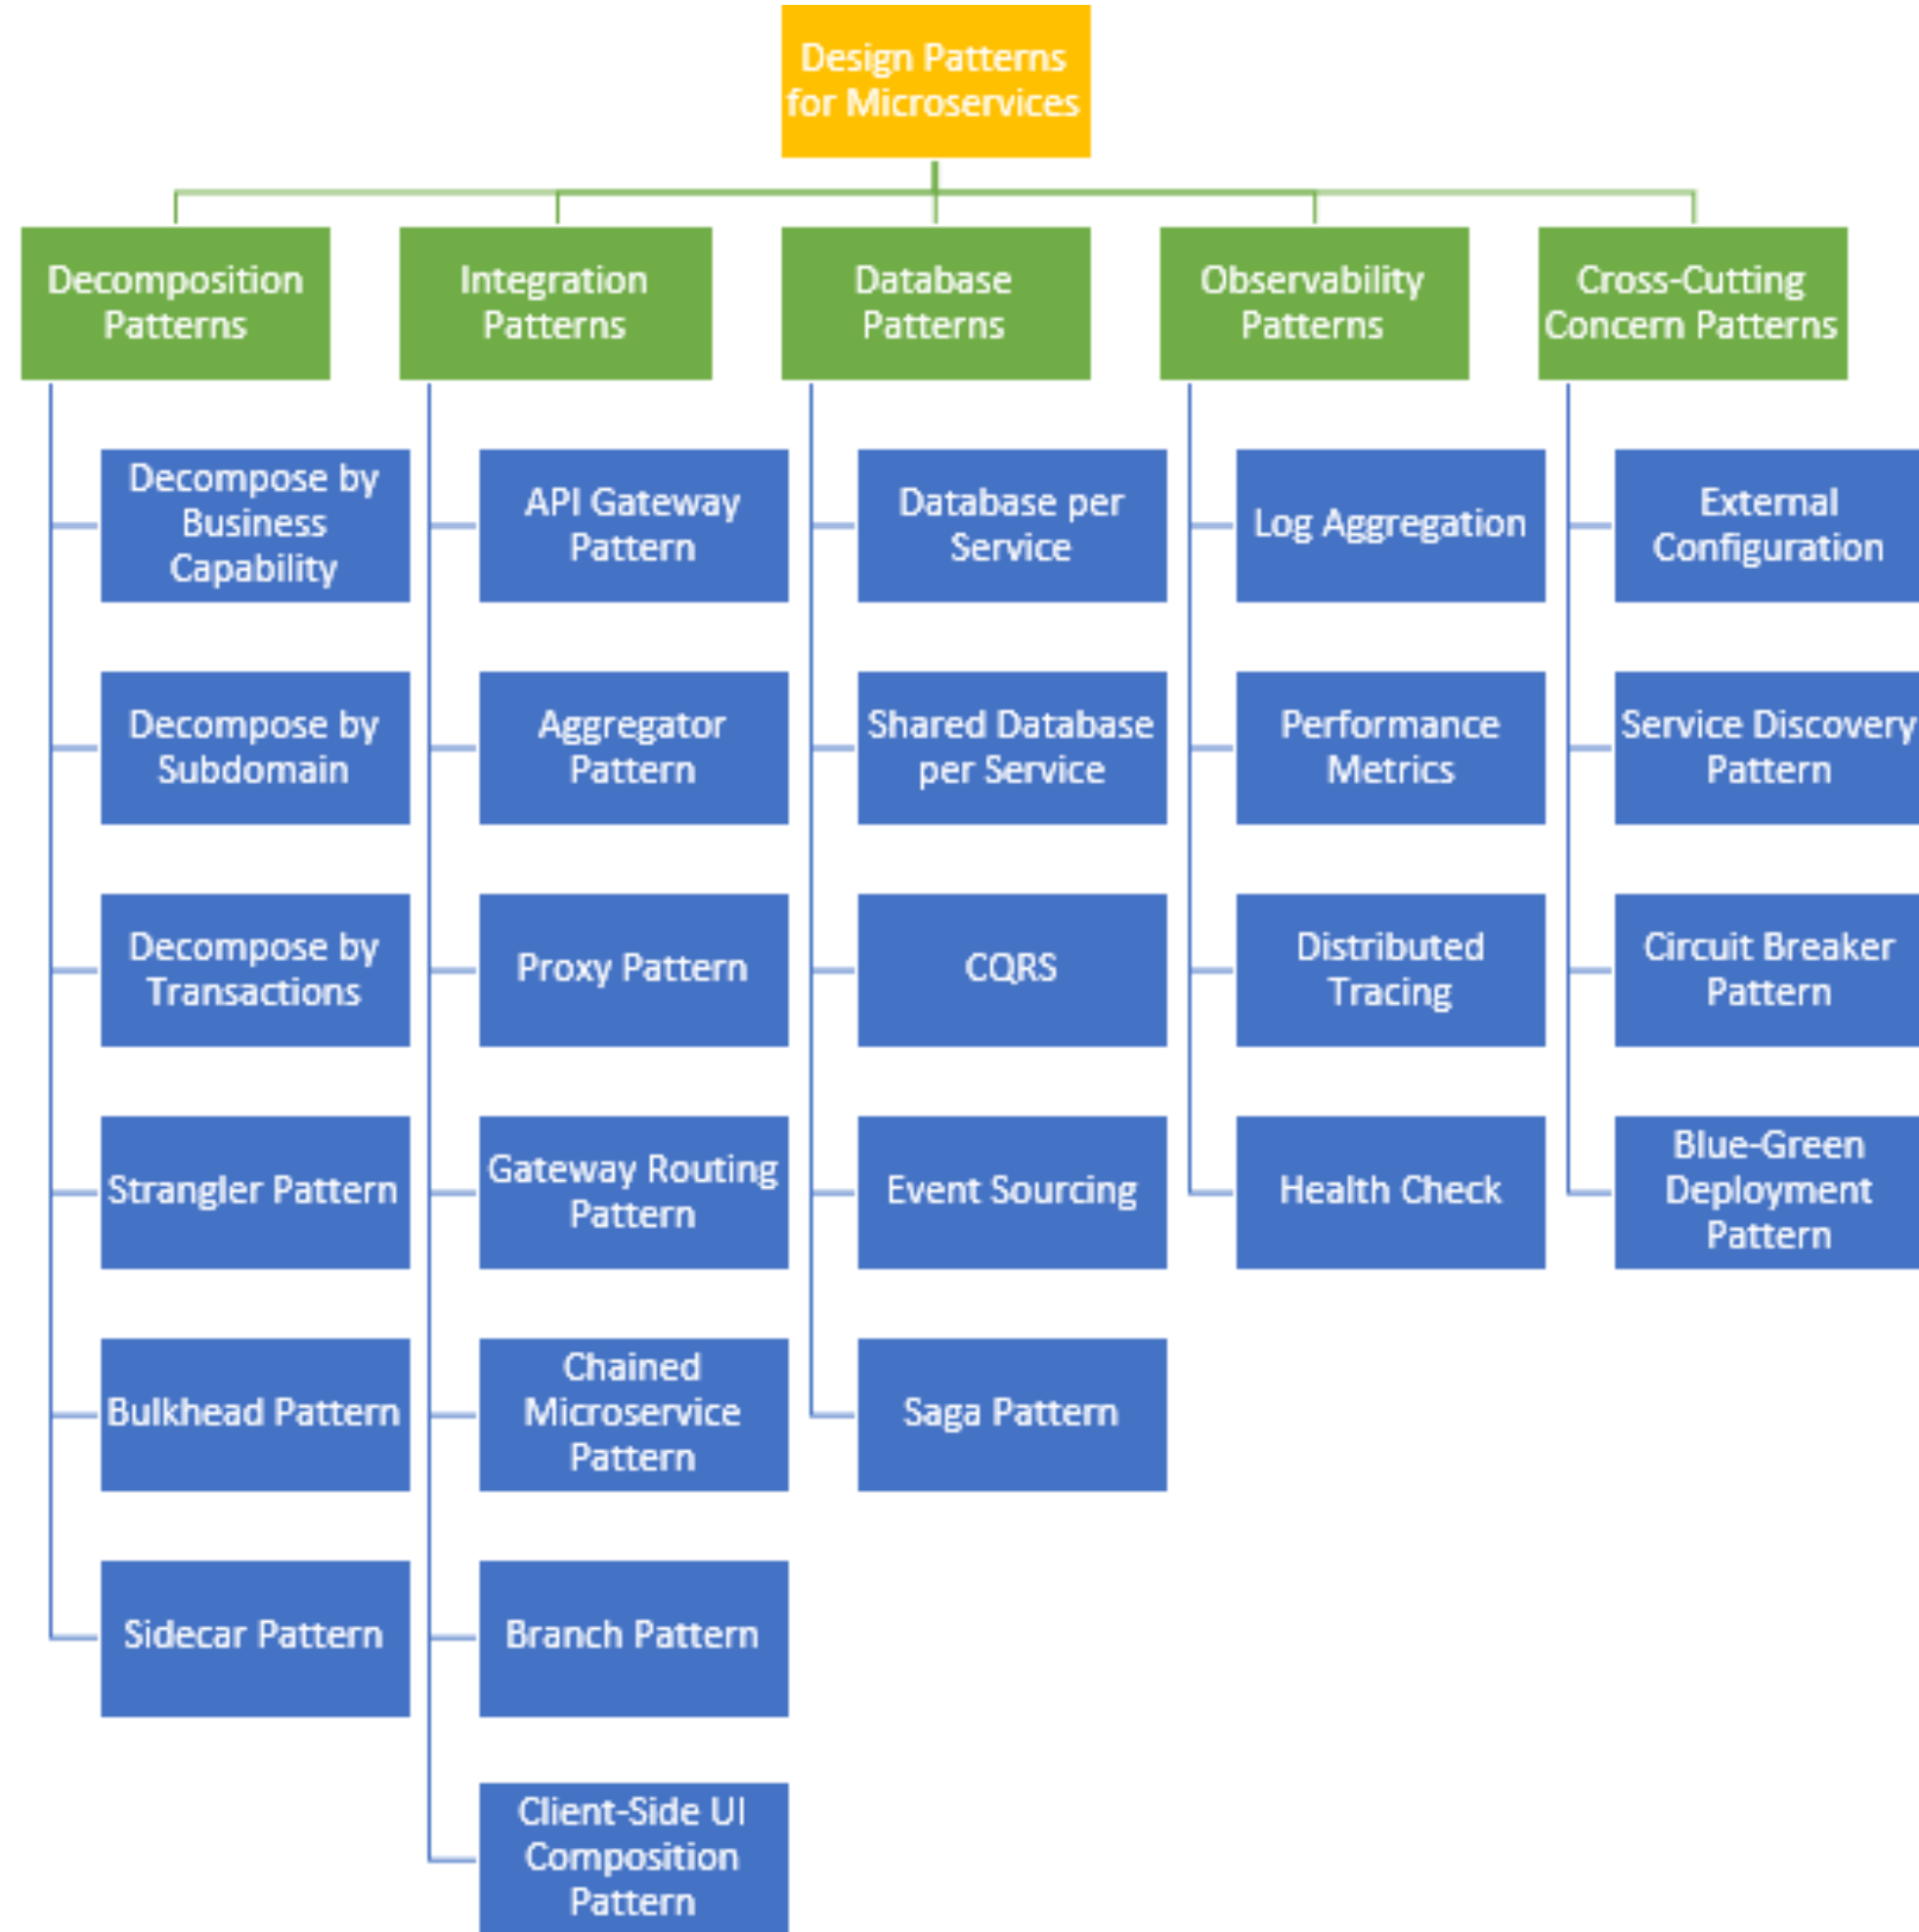 Design Patterns
for Microservices
Decomposition
Patterns
Integration
Patterns
Database
Patterns
Observability
Patterns
Cross-Cutting
Concern Patterns
Decompose by
Business
Capability
Decompose by
Subdomain
Decompose by
Transactions
Strangler Pattern
Bulkhead Pattern
Sidecar Pattern
API Gateway
Pattern
Aggregator
Pattern
Proxy Pattern
Gateway Routing
Pattern
Chained
Microservice
Pattern
Branch Pattern
Client-Side UI
Composition
Pattern
Database per
Service
Shared Database
per Service
CQRS
Event Sourcing
Saga Pattern
Log Aggregation
Performance
Metrics
Distributed
Tracing
Health Check
External
Configuration
Service Discovery
Pattern
Circuit Breaker
Pattern
Blue-Green
Deployment
Pattern